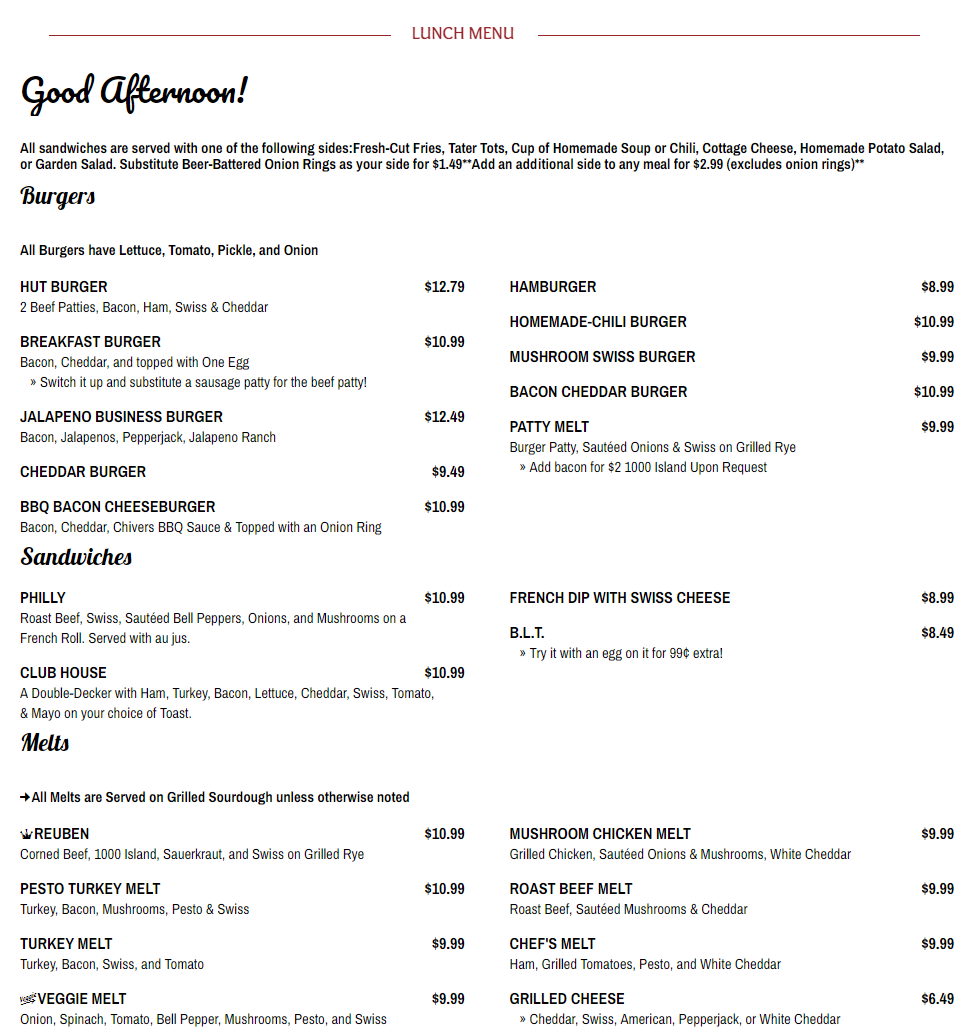 LUNCH MENU
Good Afternoon!
All sandwiches are served with one of the following sides:Fresh-Cut Fries, Tater Tots, Cup of Homemade Soup or Chili, Cottage Cheese, Homemade Potato Salad,
or Garden Salad. Substitute Beer-Battered Onion Rings as your side for $1.49**Add an additional side to any meal for $2.99 (excludes onion rings)**
Burgers
All Burgers have Lettuce, Tomato, Pickle, and Onion
HUT BURGER $12.79
2 Beef Patties, Bacon, Ham, Swiss & Cheddar
BREAKFAST BURGER $10.99
Bacon, Cheddar, and topped with One Egg
» Switch it up and substitute a sausage patty for the beef patty!
JALAPENO BUSINESS BURGER $12.49
Bacon, Jalapenos, Pepperjack, Jalapeno Ranch
CHEDDAR BURGER $9.49
BBQ BACON CHEESEBURGER $10.99
Bacon, Cheddar, Chivers BBQ Sauce & Topped with an Onion Ring
HAMBURGER $8.99
HOMEMADE-CHILI BURGER $10.99
MUSHROOM SWISS BURGER $9.99
BACON CHEDDAR BURGER $10.99
PATTY MELT $9.99
Burger Patty, Sautéed Onions & Swiss on Grilled Rye
» Add bacon for $2 1000 Island Upon Request
Sandwiches
PHILLY $10.99
Roast Beef, Swiss, Sautéed Bell Peppers, Onions, and Mushrooms on a
French Roll. Served with au jus.
CLUB HOUSE $10.99
A Double-Decker with Ham, Turkey, Bacon, Lettuce, Cheddar, Swiss, Tomato,
& Mayo on your choice of Toast.
FRENCH DIP WITH SWISS CHEESE $8.99
B.L.T. $8.49
» Try it with an egg on it for 99¢ extra!
Melts
➔All Melts are Served on Grilled Sourdough unless otherwise noted
REUBEN $10.99
Corned Beef, 1000 Island, Sauerkraut, and Swiss on Grilled Rye
PESTO TURKEY MELT $10.99
Turkey, Bacon, Mushrooms, Pesto & Swiss
TURKEY MELT $9.99
Turkey, Bacon, Swiss, and Tomato
VEGGIE MELT $9.99
Onion, Spinach, Tomato, Bell Pepper, Mushrooms, Pesto, and Swiss
MUSHROOM CHICKEN MELT $9.99
Grilled Chicken, Sautéed Onions & Mushrooms, White Cheddar
ROAST BEEF MELT $9.99
Roast Beef, Sautéed Mushrooms & Cheddar
CHEF'S MELT $9.99
Ham, Grilled Tomatoes, Pesto, and White Cheddar
GRILLED CHEESE $6.49
» Cheddar, Swiss, American, Pepperjack, or White Cheddar